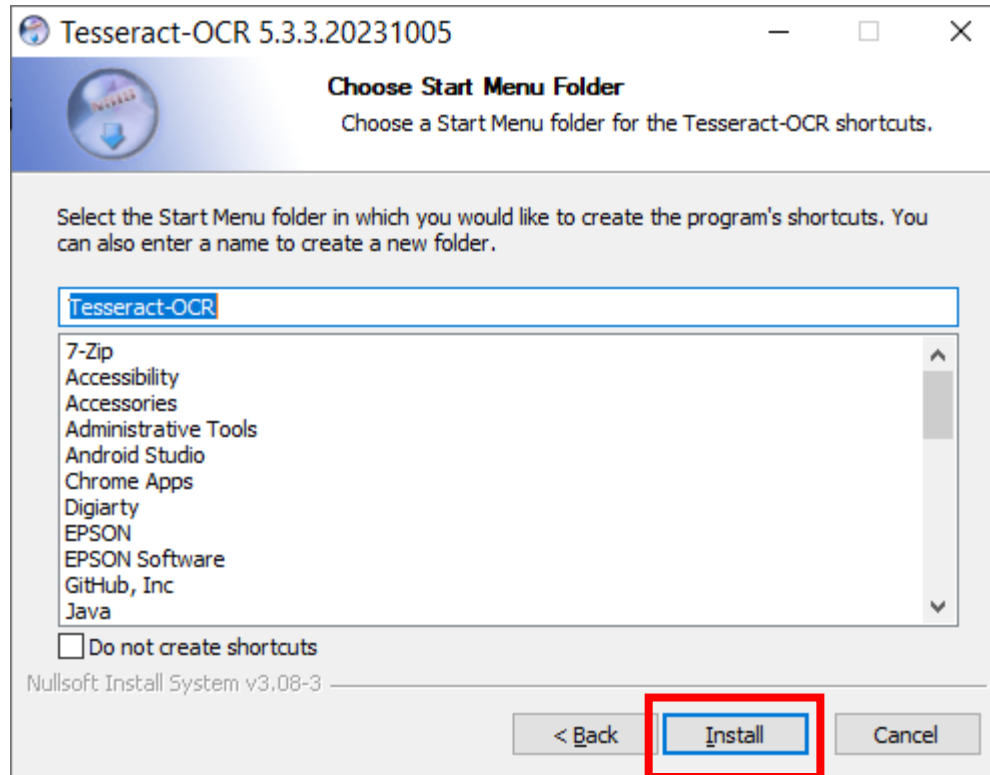 Tesseract-OCR 5.3.3.20231005
Choose Start Menu Folder
Choose a Start Menu folder for the Tesseract-OCR shortcuts.
Select the Start Menu folder in which you would like to create the program's shortcuts. You
can also enter a name to create a new folder.
Tesseract-OCR
7-Zip
Accessibility
Accessories
Administrative Tools
Android Studio
Chrome Apps
Digiarty
EPSON
EPSON Software
GitHub, Inc
Java
Do not create shortcuts
Nullsoft Install System v3.08-3
< Back Install Cancel